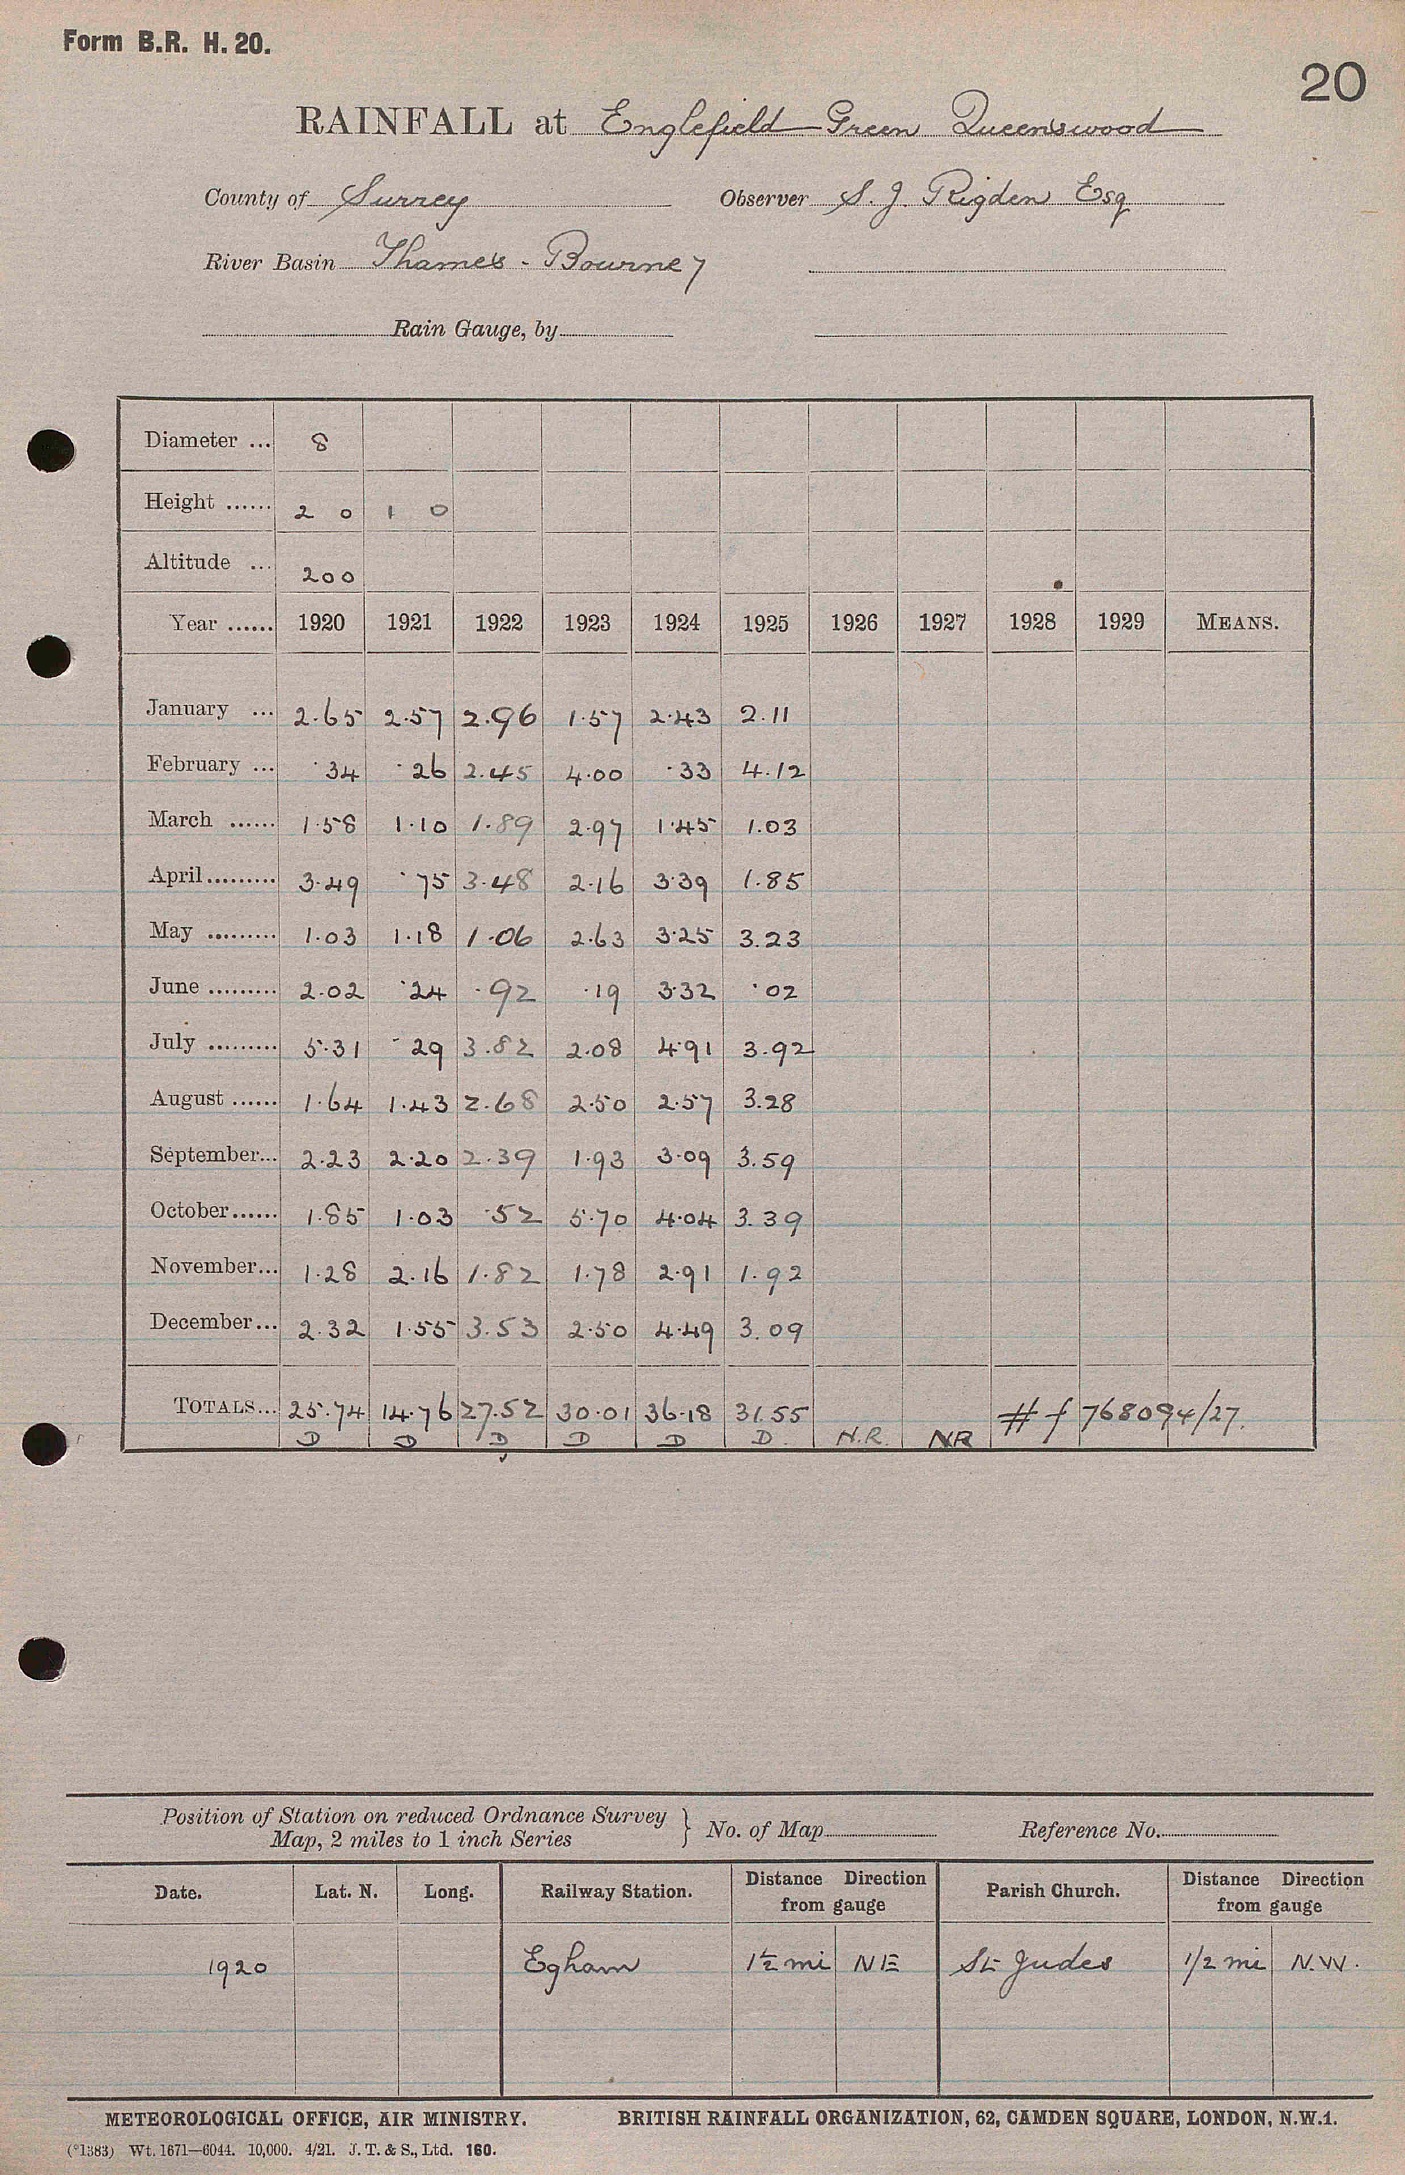 Form B.R. H. 20.
20
RAINFALL at Englefield Green Queenswood
County of Surrey Observer S. J. Rigden Esq
River Basin Thames - Bourne 7
Rain Gauge, by
Diameter ... 8
Height ...... 2 0 1 0
Altitude ... 200
Year ...... 1920 1921 1922 1923 1924 1925 1926 1927 1928 1929 MEANS.
January ... 2.65 2.57 2.96 1.57 2.43 2.11
February ... .34 .26 2.45 4.00 .33 4.12
March ...... 1.58 1.10 1.89 2.97 1.45 1.03
April......... 3.49 .75 3.48 2.16 3.39 1.85
May ......... 1.03 1.18 1.06 2.63 3.25 3.23
June ......... 2.02 .24 .92 .19 3.32 .02
July ......... 5.31 .29 3.82 2.08 4.91 3.92
August ...... 1.64 1.43 2.68 2.50 2.57 3.28
September... 2.23 2.20 2.39 1.93 3.09 3.59
October...... 1.85 1.03 .52 5.70 4.04 3.39
November... 1.28 2.16 1.82 1.78 2.91 1.92
December... 2.32 1.55 3.53 2.50 4.49 3.09
TOTALS... 25.74 14.76 27.52 30.01 36.18 31.55 # f 768094/27.
D D D D D D. N.R. NR
Position of Station on reduced Ordnance Survey
Map, 2 miles to 1 inch Series } No. of Map Reference No.
Date. Lat. N. Long. Railway Station. Distance Direction from gauge Parish Church. Distance Direction from gauge
1920 Egham 1½ mi NE St Judes 1/2 mi N.W.
METEOROLOGICAL OFFICE, AIR MINISTRY. BRITISH RAINFALL ORGANIZATION, 62, CAMDEN SQUARE, LONDON, N.W.1.
(*1383) Wt. 1671—6044. 10,000. 4/21. J. T. & S., Ltd. 160.